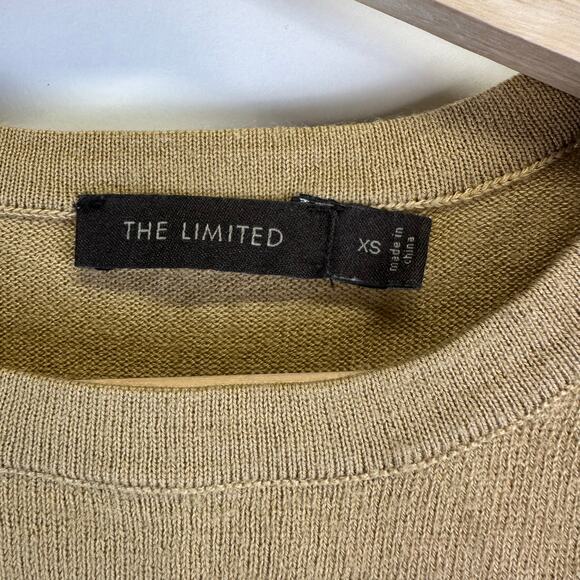 THE LIMITED
XS
made in
china